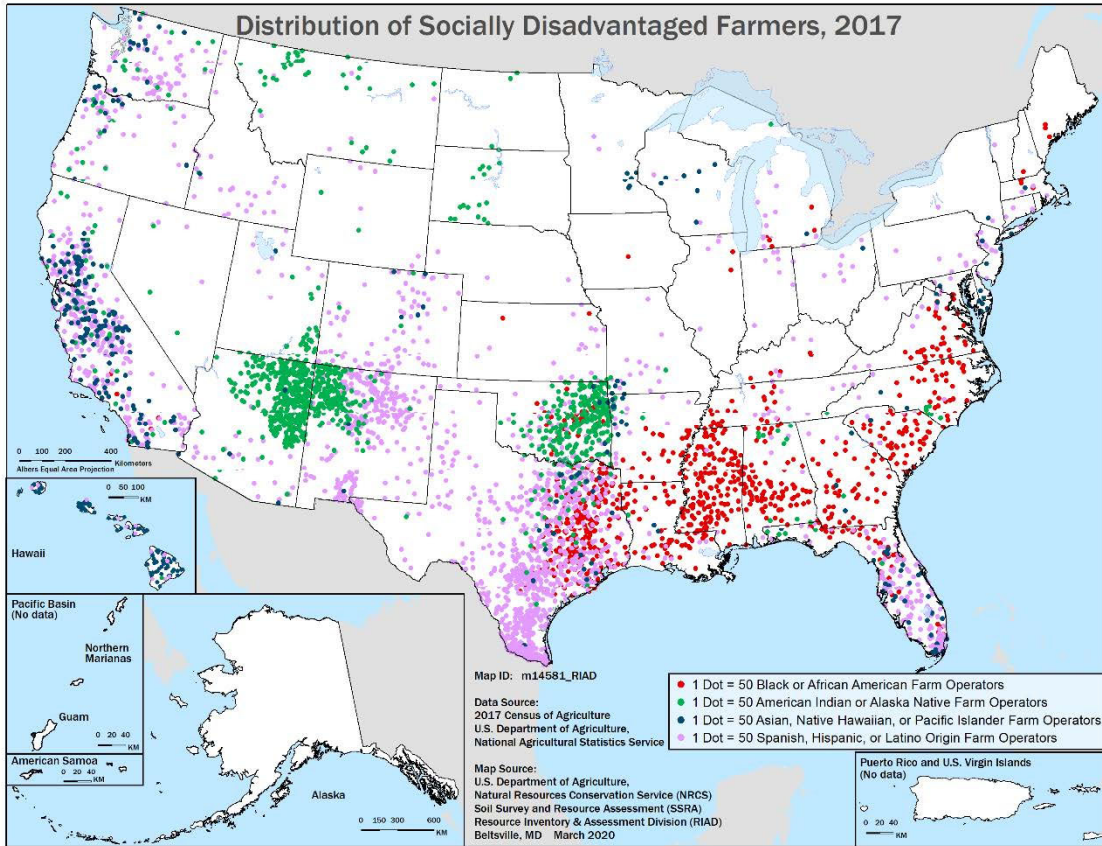 Distribution of Socially Disadvantaged Farmers, 2017
0 100 200 400
Kilometers
Albers Equal Area Projection
0 50 100
KM
Hawaii
Pacific Basin
(No data)
Northern
Marianas
Guam
0 20 40
KM
American Samoa
0 20 40
KM
Alaska
0 150 300 600
KM
Map ID: m14581_RIAD
Data Source:
2017 Census of Agriculture
U.S. Department of Agriculture,
National Agricultural Statistics Service
Map Source:
U.S. Department of Agriculture,
Natural Resources Conservation Service (NRCS)
Soil Survey and Resource Assessment (SSRA)
Resource Inventory & Assessment Division (RIAD)
Beltsville, MD March 2020
1 Dot = 50 Black or African American Farm Operators
1 Dot = 50 American Indian or Alaska Native Farm Operators
1 Dot = 50 Asian, Native Hawaiian, or Pacific Islander Farm Operators
1 Dot = 50 Spanish, Hispanic, or Latino Origin Farm Operators
Puerto Rico and U.S. Virgin Islands
(No data)
0 20 40
KM